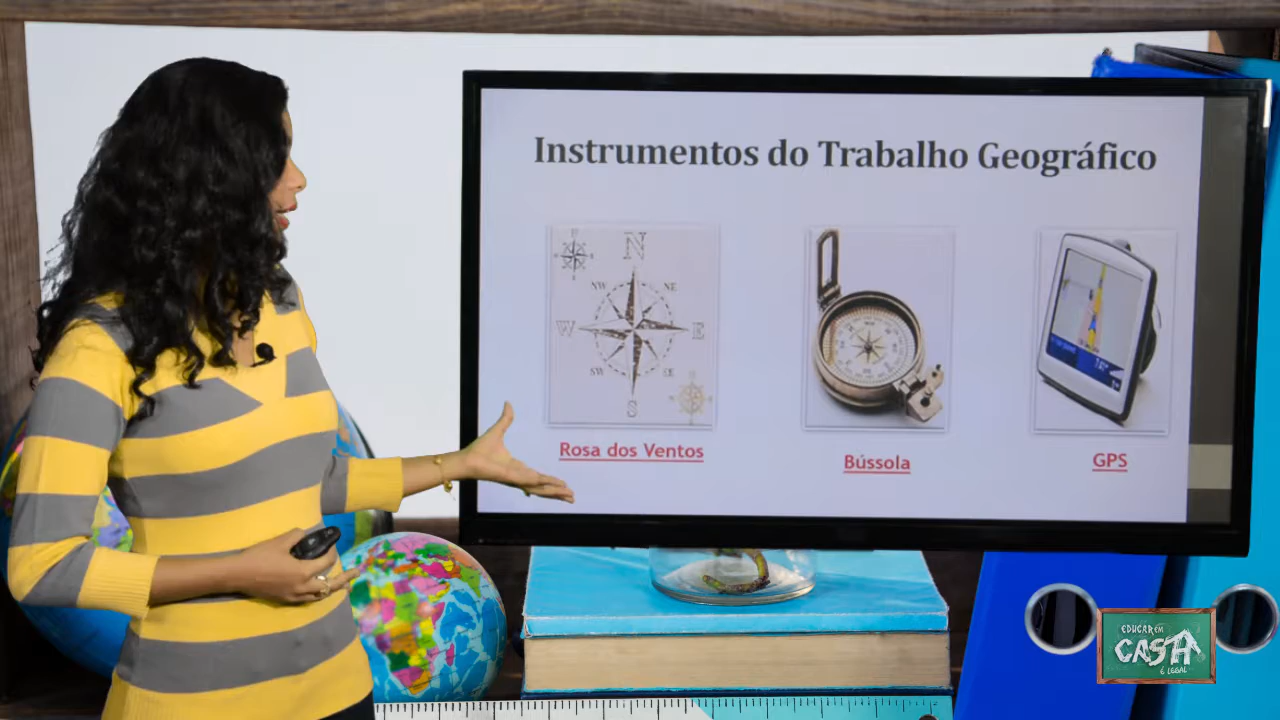 Instrumentos do Trabalho Geográfico
N
NW
NE
W
E
SW
SE
S
Rosa dos Ventos
Bússola
GPS
EDUCAR EM
CASA
É LEGAL